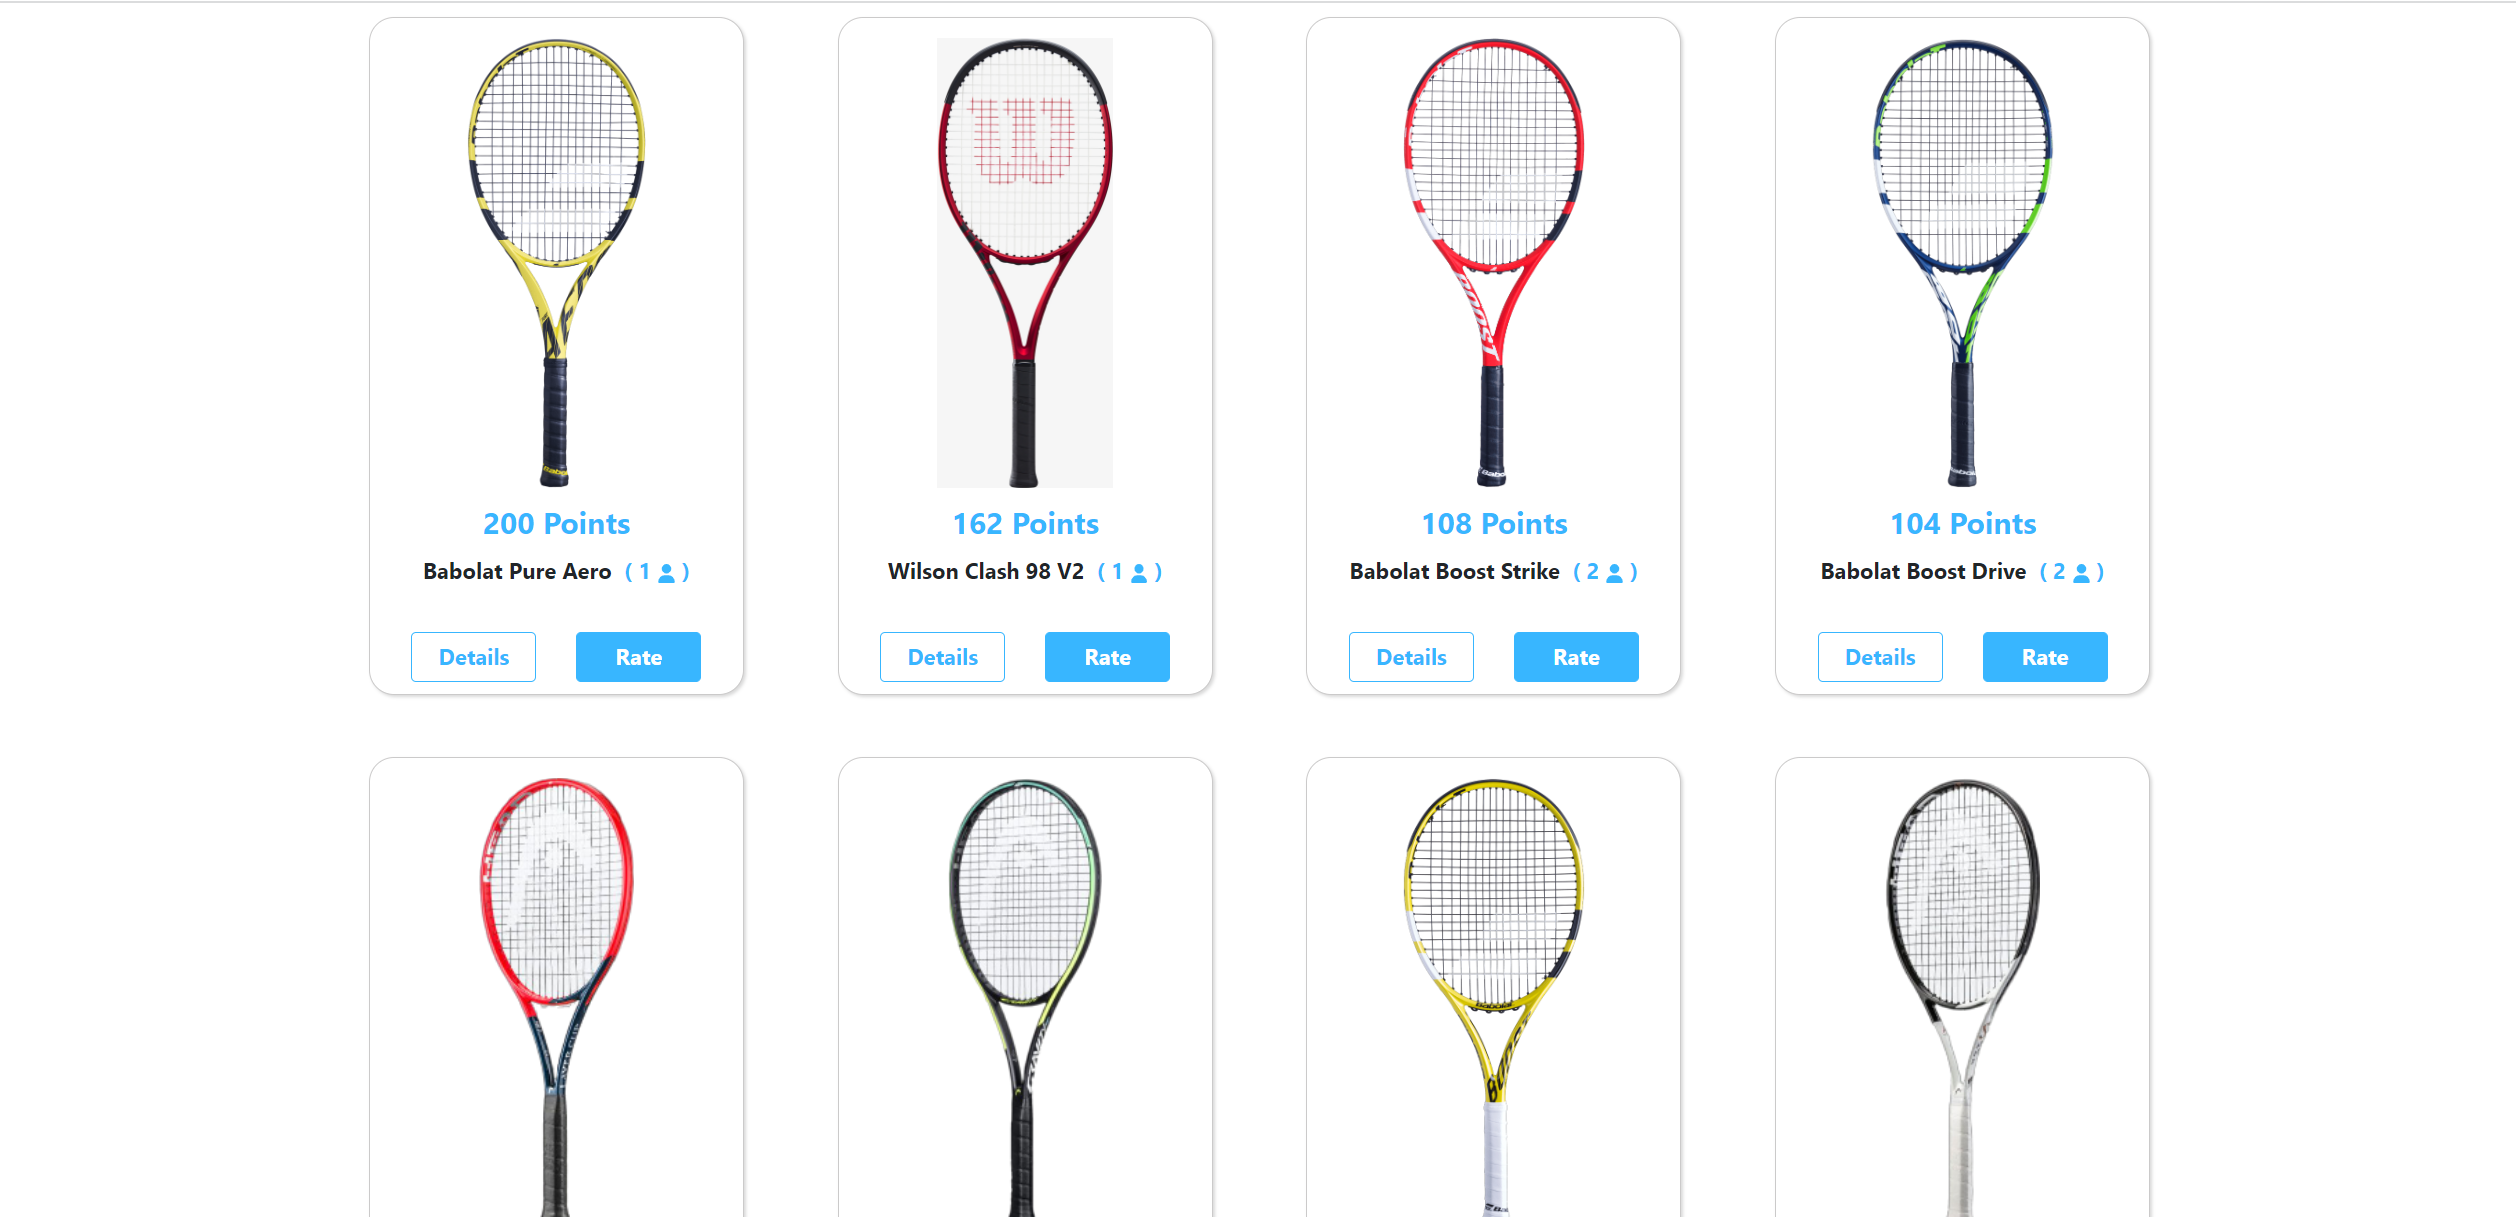 BOOST
200 Points
162 Points
108 Points
104 Points
Babolat Pure Aero ( 1 )
Wilson Clash 98 V2 ( 1 )
Babolat Boost Strike ( 2 )
Babolat Boost Drive ( 2 )
Details Rate
Details Rate
Details Rate
Details Rate